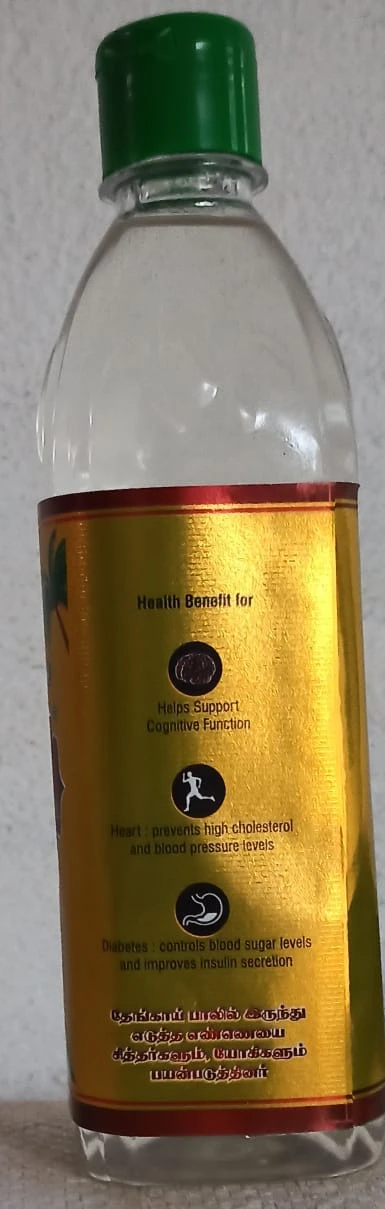 Health Benefit for
Helps Support
Cognitive Function
Heart : prevents high cholesterol
and blood pressure levels
Diabetes : controls blood sugar levels
and improves insulin secretion
தேங்காய் பாலில் இருந்து
எடுத்த எண்ணெயை
சித்தர்களும், யோகிகளும்
பயன்படுத்தினர்